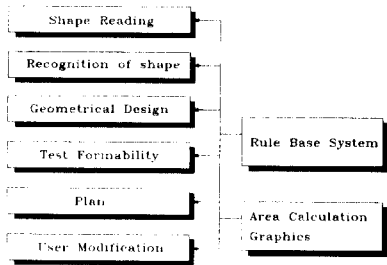 Shape Reading
Recognition of shape
Geometrical Design
Test Formability
Plan
User Modification
Rule Base System
Area Calculation
Graphics